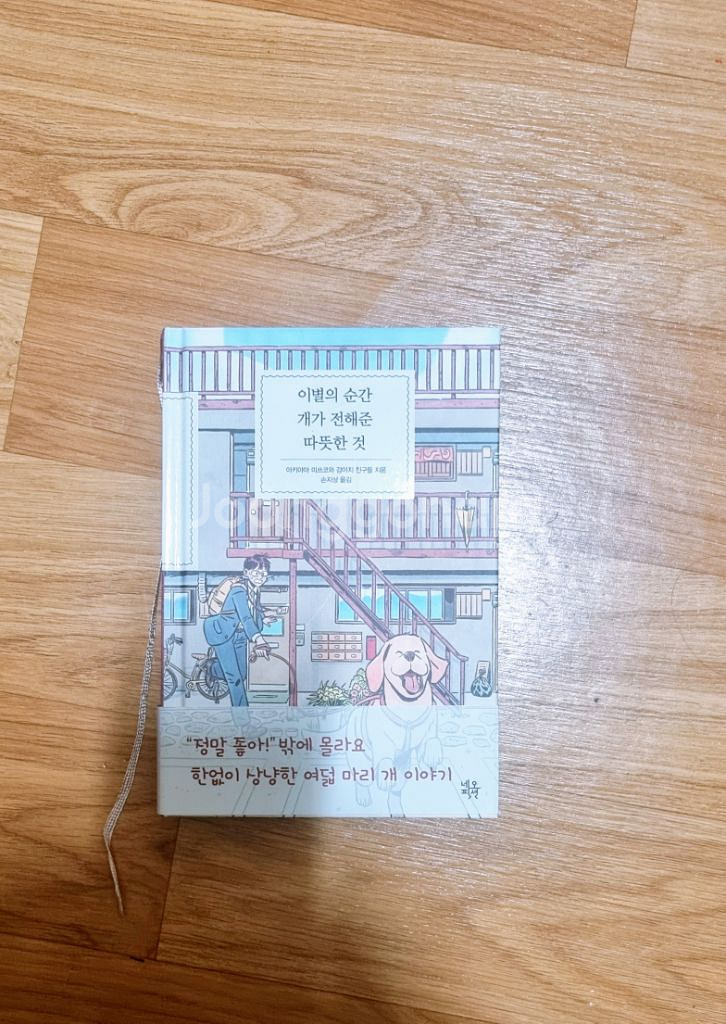 이별의 순간
개가 전해준
따뜻한 것
아키야마 미쓰코와 강아지 친구들 지음
손지상 옮김
Joonggonara
"정말 좋아!" 밖에 몰라요
한없이 상냥한 여덟 마리 개 이야기
네오
픽션